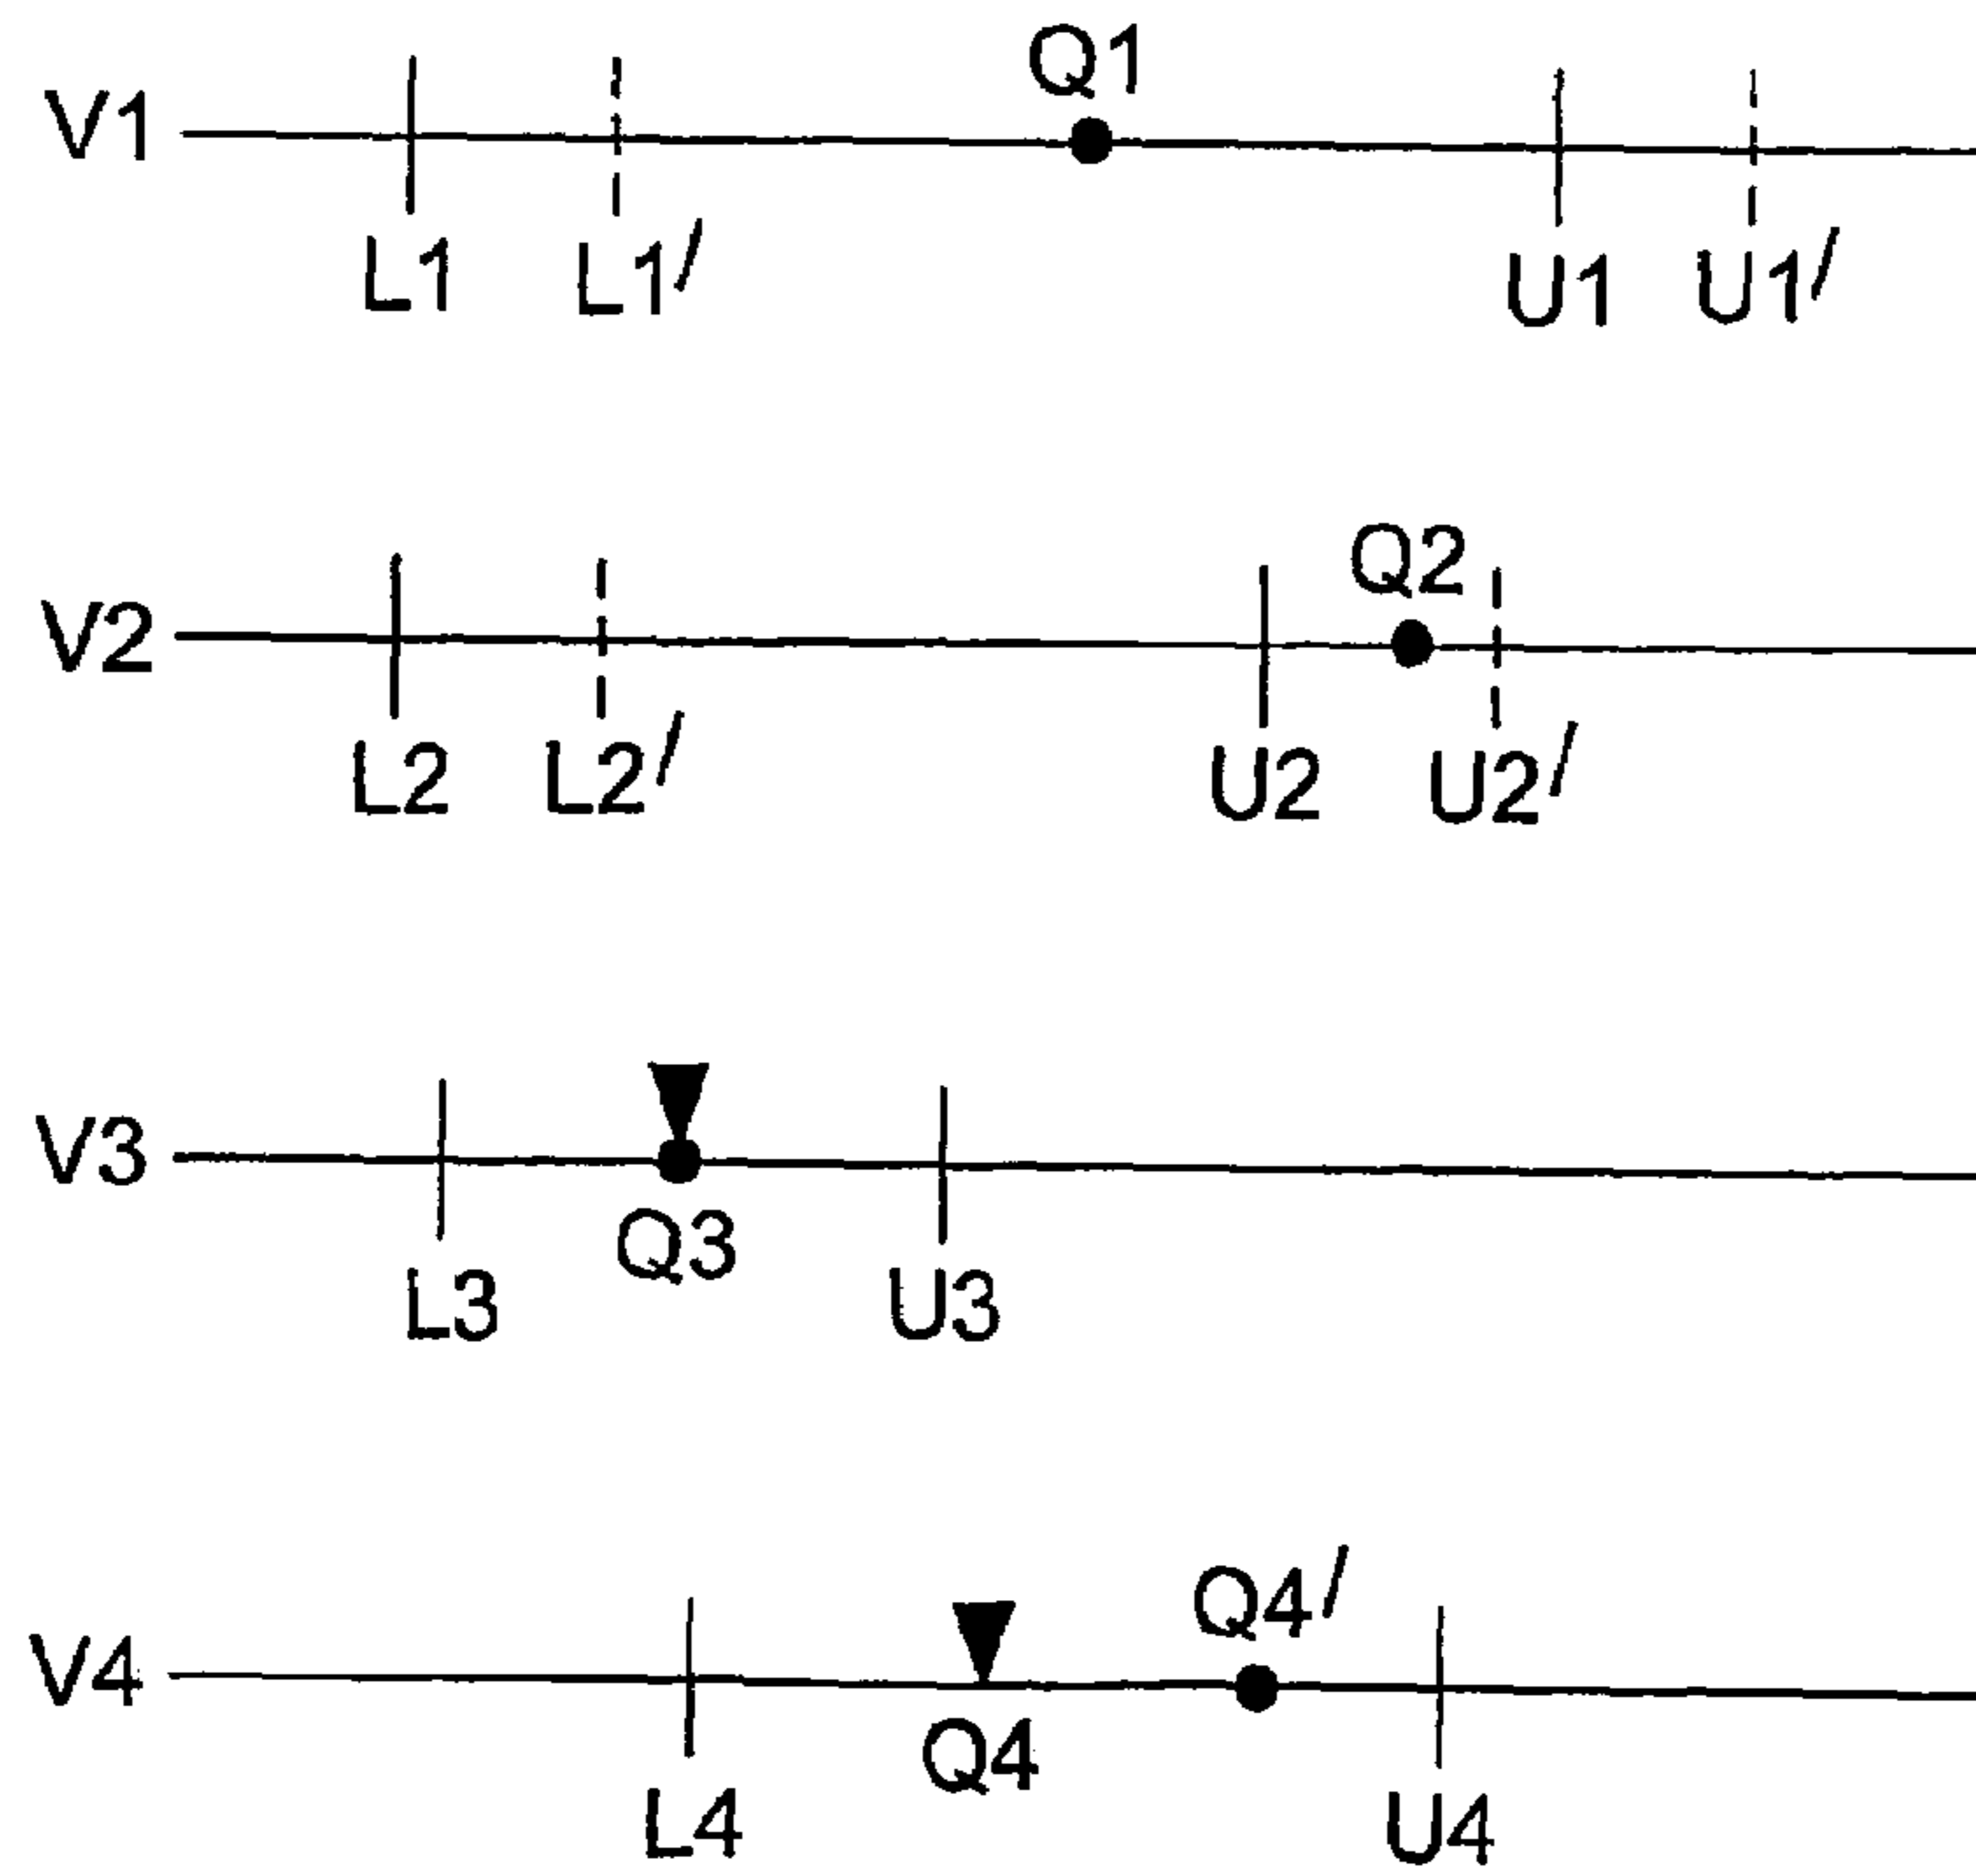 Q1
V1
L1 L1/ U1 U1/
Q2
V2
L2 L2/ U2 U2/
V3
Q3
L3 U3
Q4/
V4
Q4
L4 U4